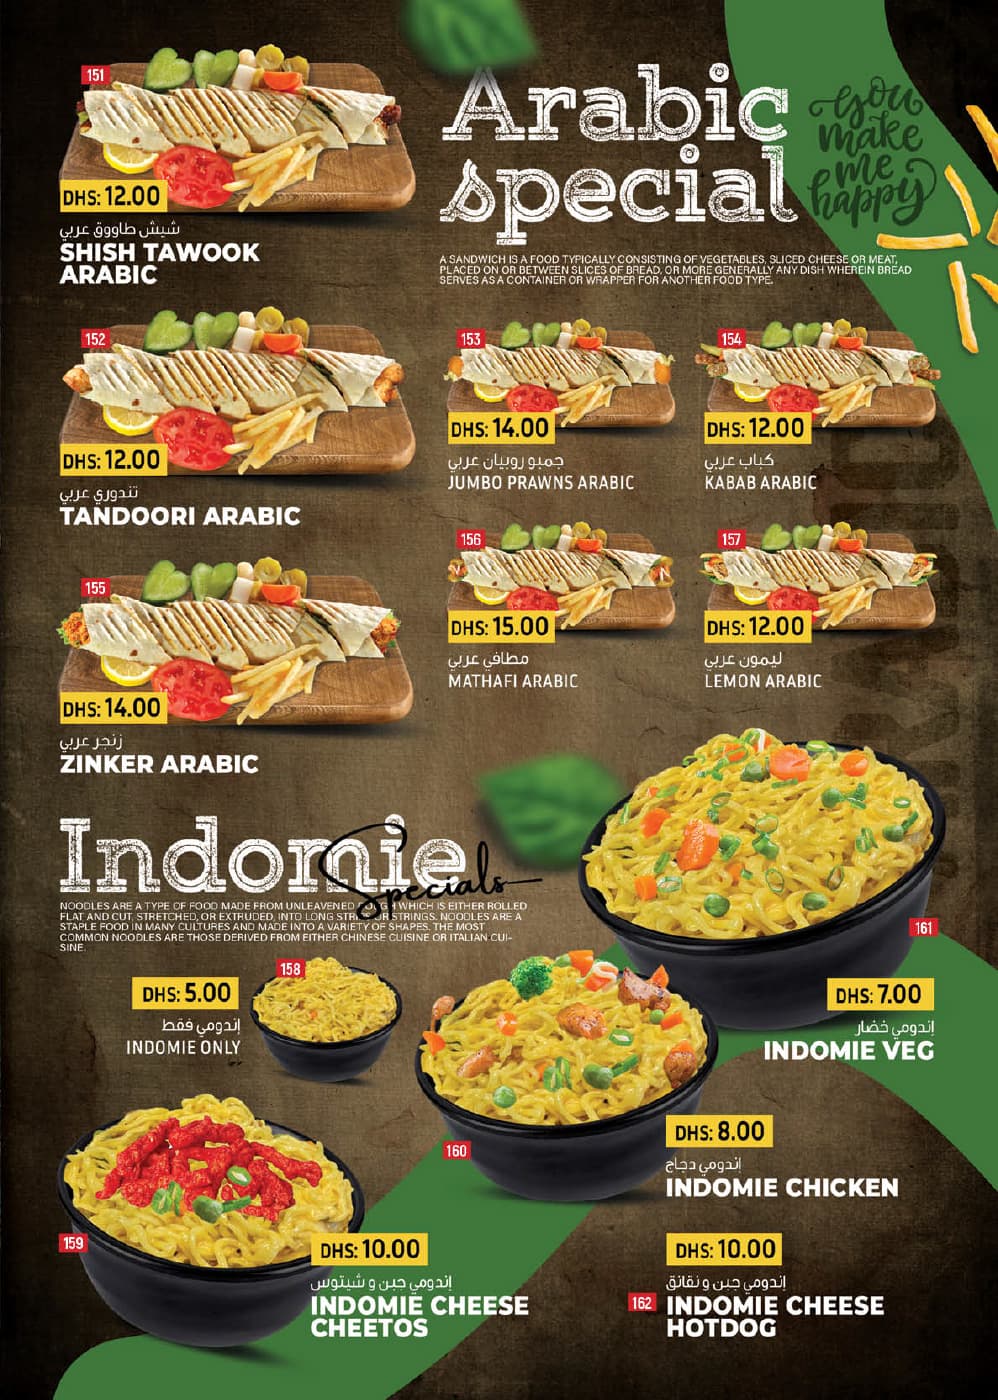 151
DHS: 12.00
شيش طاووق عربي
SHISH TAWOOK
ARABIC
Arabic
special
you
make
me
happy
A SANDWICH IS A FOOD TYPICALLY CONSISTING OF VEGETABLES, SLICED CHEESE OR MEAT,
PLACED ON OR BETWEEN SLICES OF BREAD, OR MORE GENERALLY ANY DISH WHEREIN BREAD
SERVES AS A CONTAINER OR WRAPPER FOR ANOTHER FOOD TYPE.
152
DHS: 12.00
تندوري عربي
TANDOORI ARABIC
153
DHS: 14.00
جمبو روبيان عربي
JUMBO PRAWNS ARABIC
154
DHS: 12.00
كباب عربي
KABAB ARABIC
155
DHS: 14.00
زنجر عربي
ZINKER ARABIC
156
DHS: 15.00
مطافي عربي
MATHAFI ARABIC
157
DHS: 12.00
ليمون عربي
LEMON ARABIC
Indomie
Specials
NOODLES ARE A TYPE OF FOOD MADE FROM UNLEAVENED WHICH IS EITHER ROLLED
FLAT AND CUT, STRETCHED, OR EXTRUDED, INTO LONG STRINGS. NOODLES ARE A
STAPLE FOOD IN MANY CULTURES AND MADE INTO A VARIETY OF SHAPES. THE MOST
COMMON NOODLES ARE THOSE DERIVED FROM EITHER CHINESE CUISINE OR ITALIAN CUI-
SINE.
158
DHS: 5.00
إندومي فقط
INDOMIE ONLY
161
DHS: 7.00
إندومي خضار
INDOMIE VEG
160
DHS: 8.00
إندومي دجاج
INDOMIE CHICKEN
159
DHS: 10.00
إندومي جبن و شيتوس
INDOMIE CHEESE
CHEETOS
DHS: 10.00
إندومي جبن و نقانق
162
INDOMIE CHEESE
HOTDOG